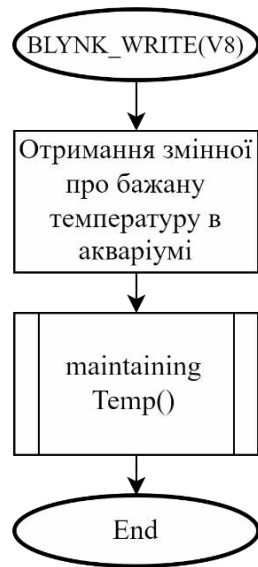 BLYNK_WRITE(V8)
Отримання змінної
про бажану
температуру в
акваріумі
maintaining
Temp()
End